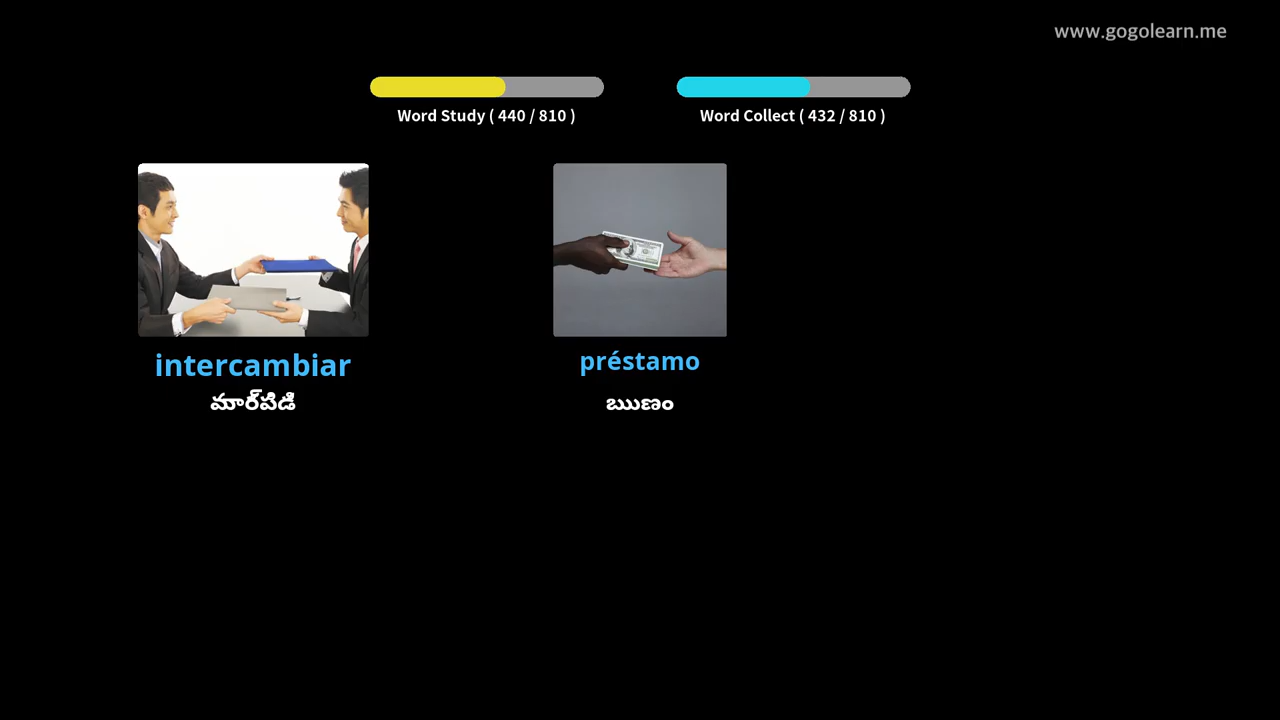 www.gogolearn.me
Word Study ( 440 / 810 )
Word Collect ( 432 / 810 )
intercambiar
మార్‌పిడి
préstamo
ఋణం